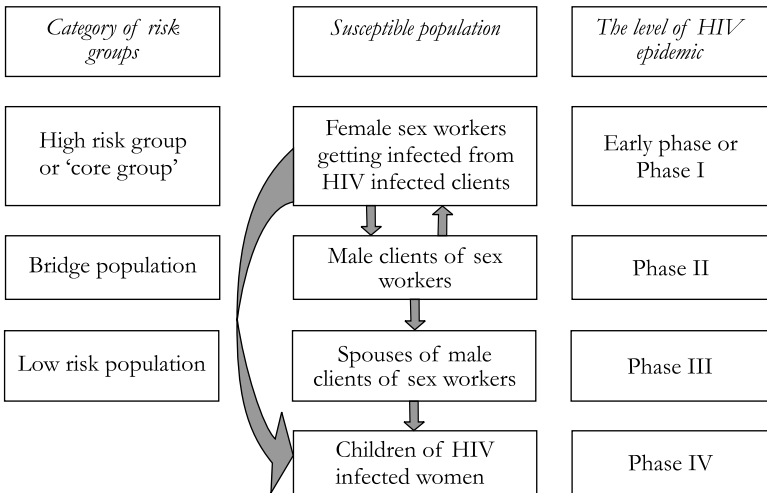 Category of risk
groups
Susceptible population
The level of HIV
epidemic
High risk group
or ‘core group’
Female sex workers
getting infected from
HIV infected clients
Early phase or
Phase I
Bridge population
Male clients of sex
workers
Phase II
Low risk population
Spouses of male
clients of sex workers
Phase III
Children of HIV
infected women
Phase IV